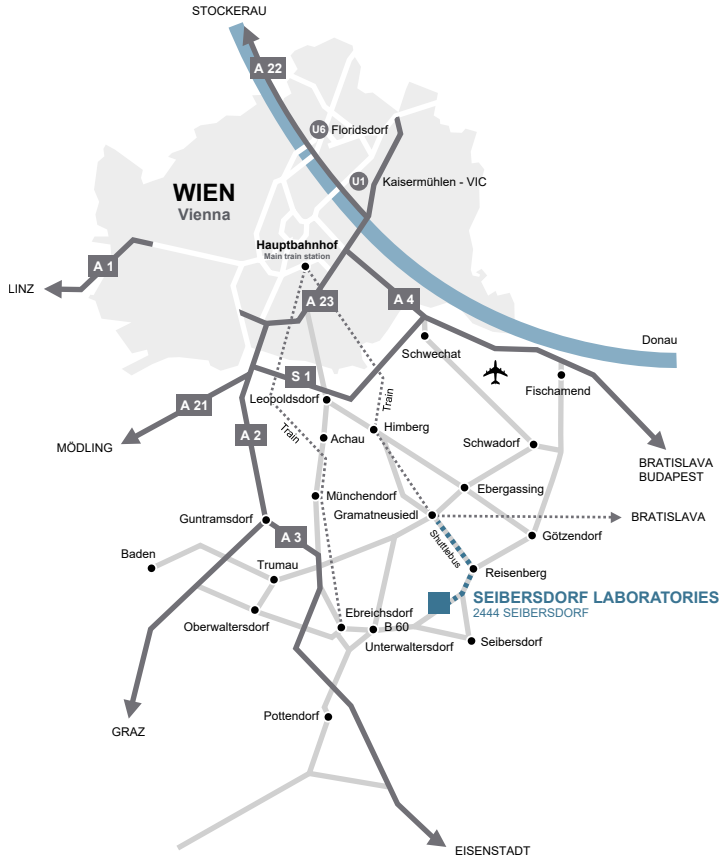 STOCKERAU
A 22
U6 Floridsdorf
U1
Kaisermühlen - VIC
WIEN
Vienna
Hauptbahnhof
Main train station
A 1
LINZ
A 23
A 4
Donau
Schwechat
Fischamend
S 1
Train
Leopoldsdorf
A 21
A 2
Train
Himberg
Achau
Schwadorf
MÖDLING
BRATISLAVA
BUDAPEST
Ebergassing
Münchendorf
Gramatneusiedl
BRATISLAVA
Guntramsdorf
A 3
Shuttlebus
Götzendorf
Baden
Trumau
Reisenberg
SEIBERSDORF LABORATORIES
2444 SEIBERSDORF
Ebreichsdorf
Oberwaltersdorf
B 60
Unterwaltersdorf
Seibersdorf
Pottendorf
GRAZ
EISENSTADT